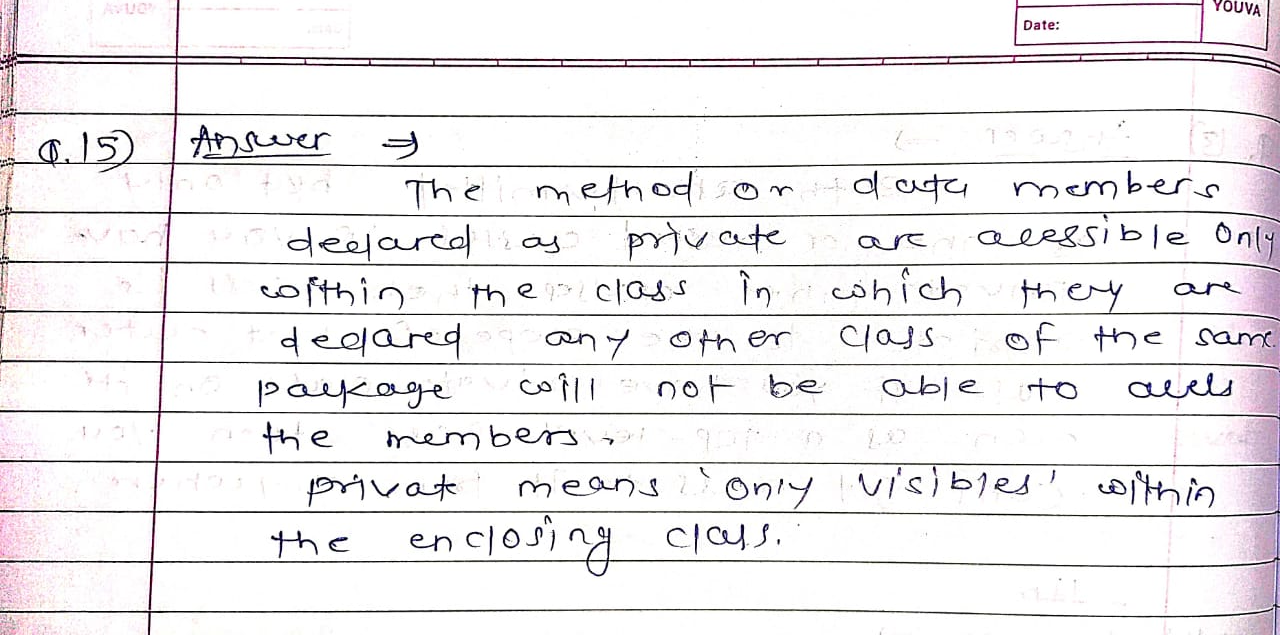 YOUVA
Date:
Q.15) Answer ⇒
The method or data members
declared as private are acessible only
within the class in which they are
declared any other class of the same
package will not be able to access
the members.
private means 'only visibles' within
the enclosing class.